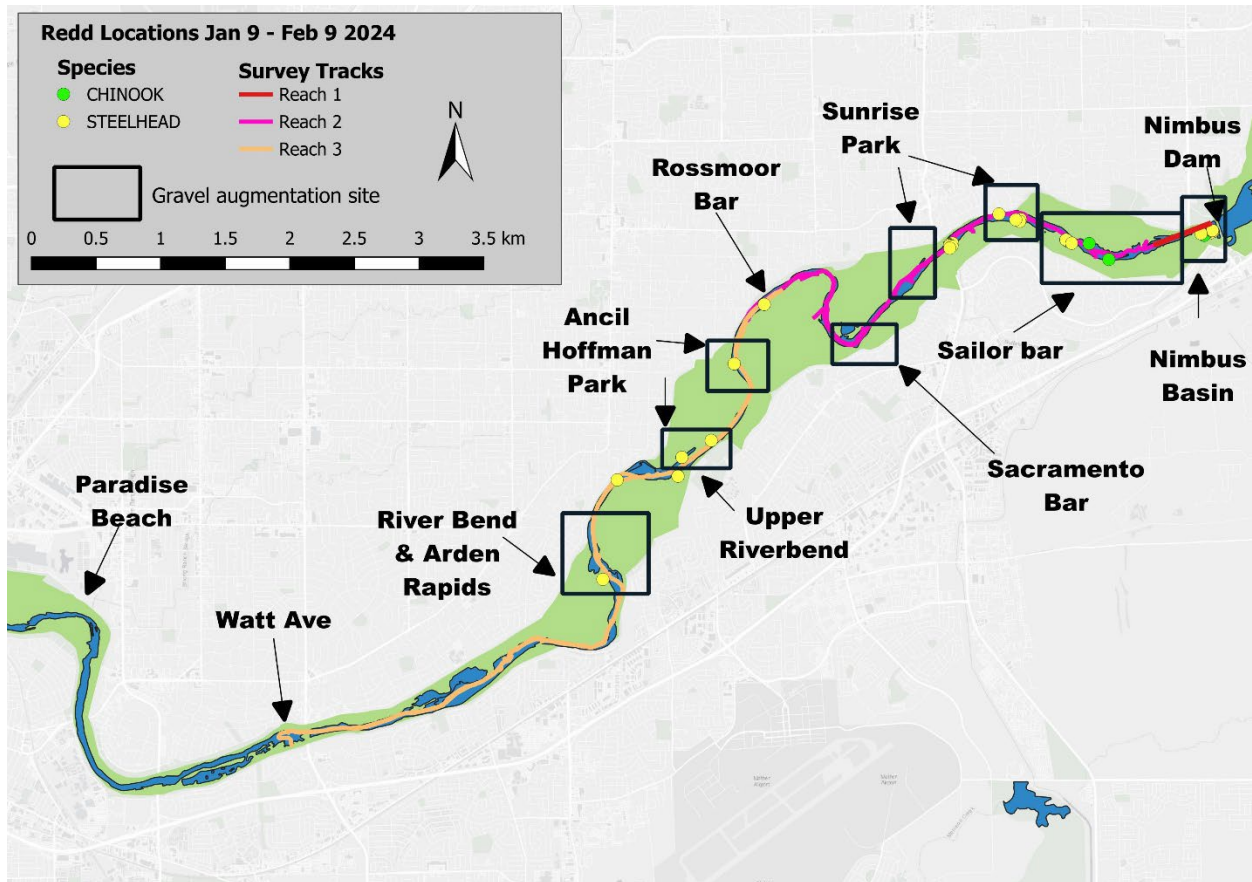 Redd Locations Jan 9 - Feb 9 2024
Species
CHINOOK
STEELHEAD
Survey Tracks
Reach 1
Reach 2
Reach 3
N
Gravel augmentation site
0 0.5 1 1.5 2 2.5 3 3.5 km
Sunrise
Park
Nimbus
Dam
Rossmoor
Bar
Ancil
Hoffman
Park
Sailor bar
Nimbus
Basin
Sacramento
Bar
Paradise
Beach
River Bend
& Arden
Rapids
Upper
Riverbend
Watt Ave